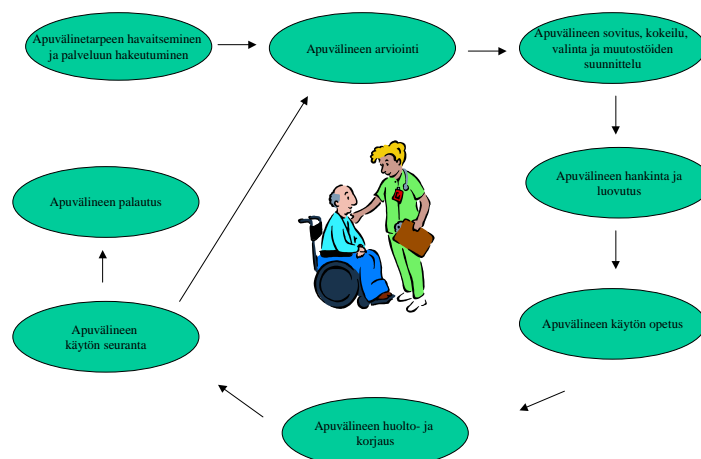 Apuvälinetarpeen havaitseminen
ja palveluun hakeutuminen
Apuvälineen arviointi
Apuvälineen sovitus, kokeilu,
valinta ja muutostöiden
suunnittelu
Apuvälineen hankinta ja
luovutus
Apuvälineen käytön opetus
Apuvälineen huolto- ja
korjaus
Apuvälineen
käytön seuranta
Apuvälineen palautus